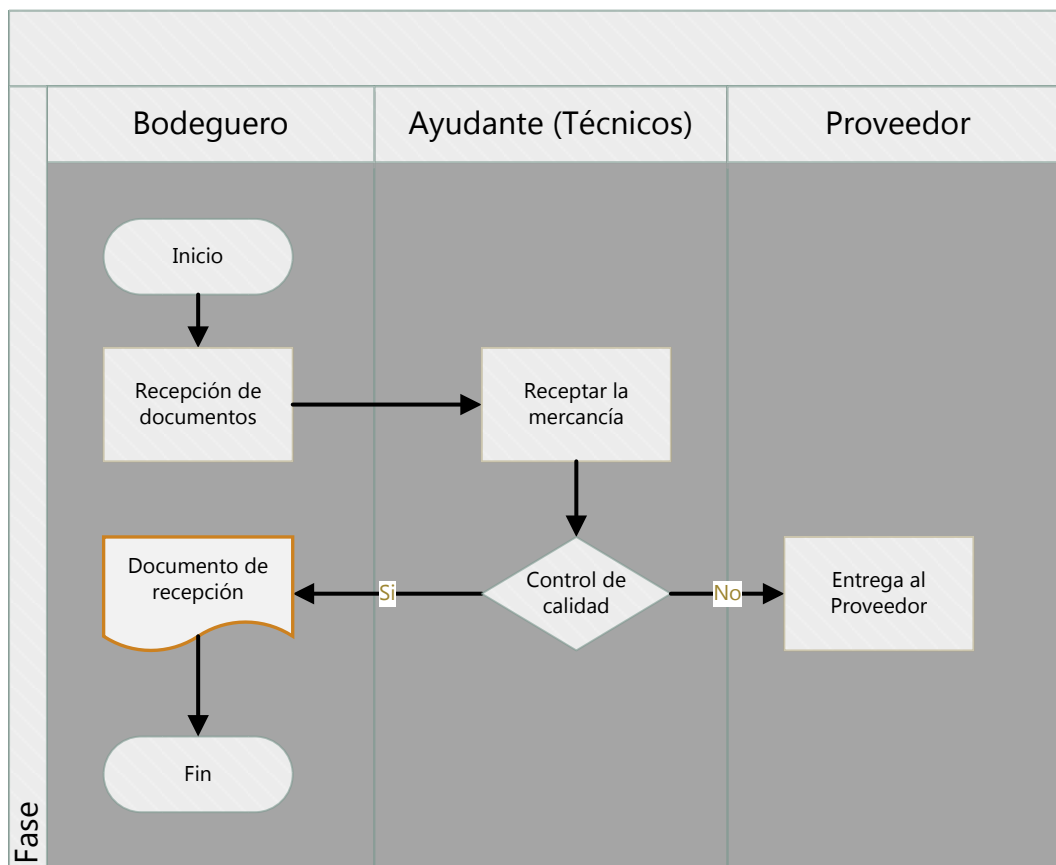 Bodeguero
Ayudante (Técnicos)
Proveedor
Inicio
Recepción de
documentos
Receptar la
mercancía
Documento de
recepción
Si
Control de
calidad
No
Entrega al
Proveedor
Fin
Fase